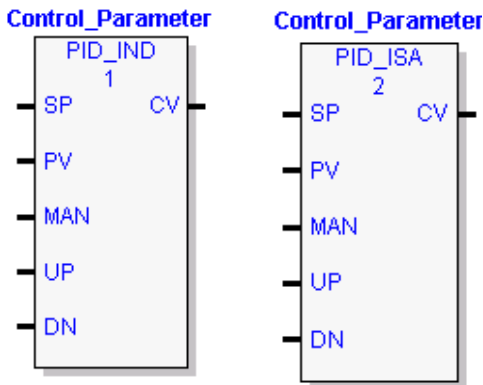 Control_Parameter
PID_IND
1
SP CV
PV
MAN
UP
DN
Control_Parameter
PID_ISA
2
SP CV
PV
MAN
UP
DN